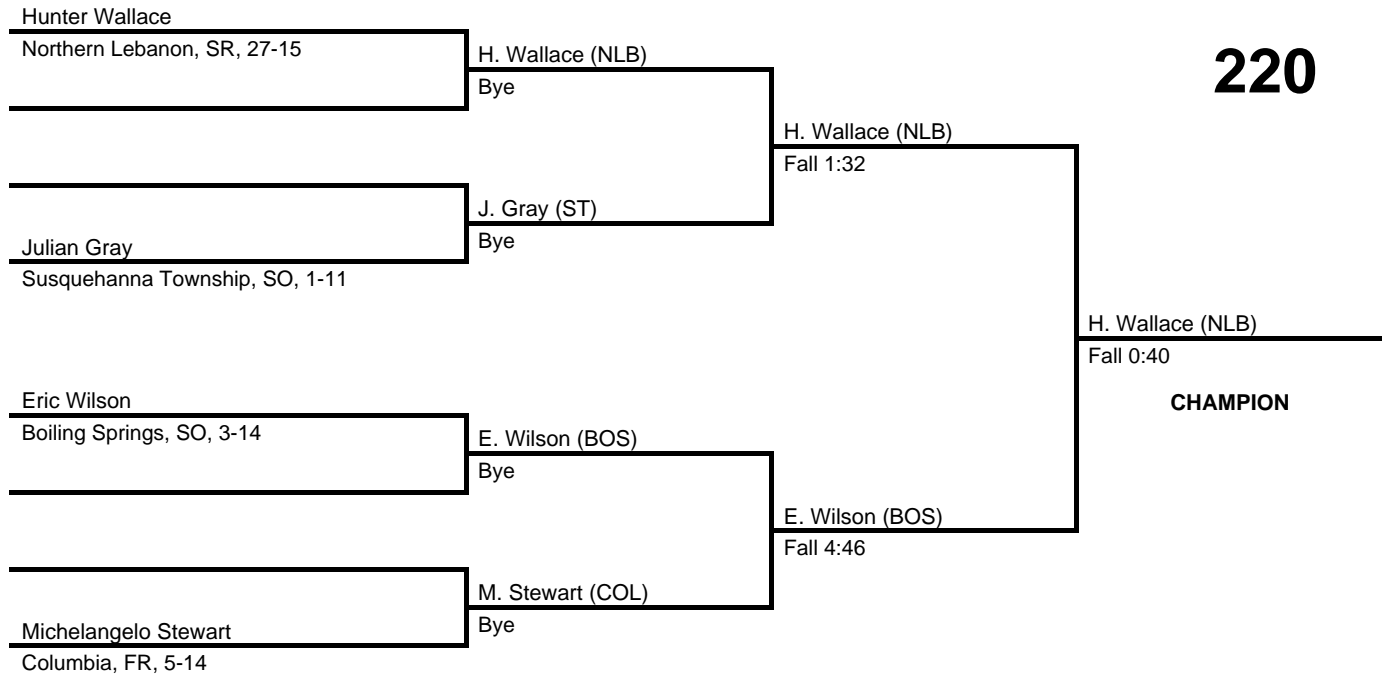 Hunter Wallace
Northern Lebanon, SR, 27-15
H. Wallace (NLB)
Bye
220
H. Wallace (NLB)
Fall 1:32
J. Gray (ST)
Bye
Julian Gray
Susquehanna Township, SO, 1-11
H. Wallace (NLB)
Fall 0:40
CHAMPION
Eric Wilson
Boiling Springs, SO, 3-14
E. Wilson (BOS)
Bye
E. Wilson (BOS)
Fall 4:46
M. Stewart (COL)
Bye
Michelangelo Stewart
Columbia, FR, 5-14